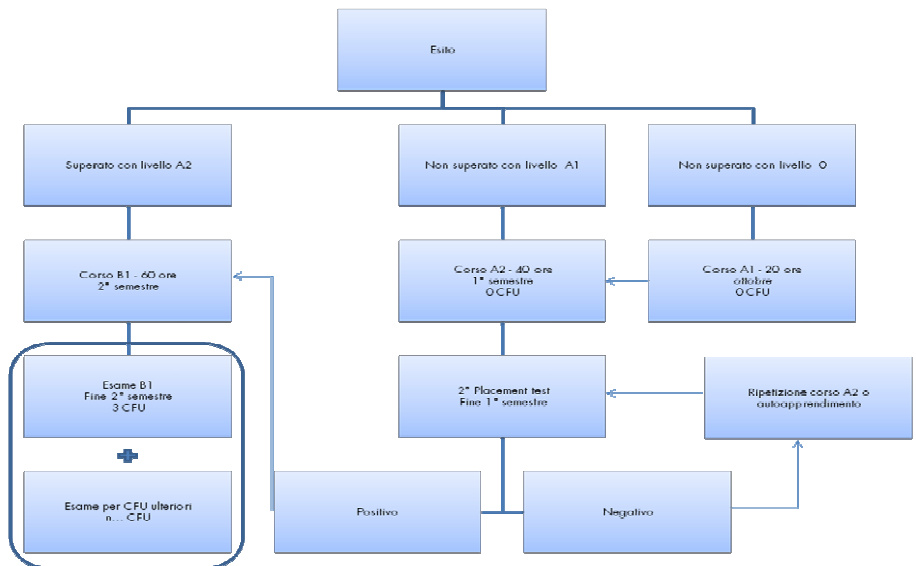 Esito
Superato con livello A2
Non superato con livello A1
Non superato con livello 0
Corso B1 - 60 ore
2° semestre
Corso A2 - 40 ore
1° semestre
0 CFU
Corso A1 - 20 ore
ottobre
0 CFU
Esame B1
Fine 2° semestre
3 CFU
2° Placement test
Fine 1° semestre
Ripetizione corso A2 o
autoapprendimento
Esame per CFU ulteriori
n... CFU
Positivo
Negativo